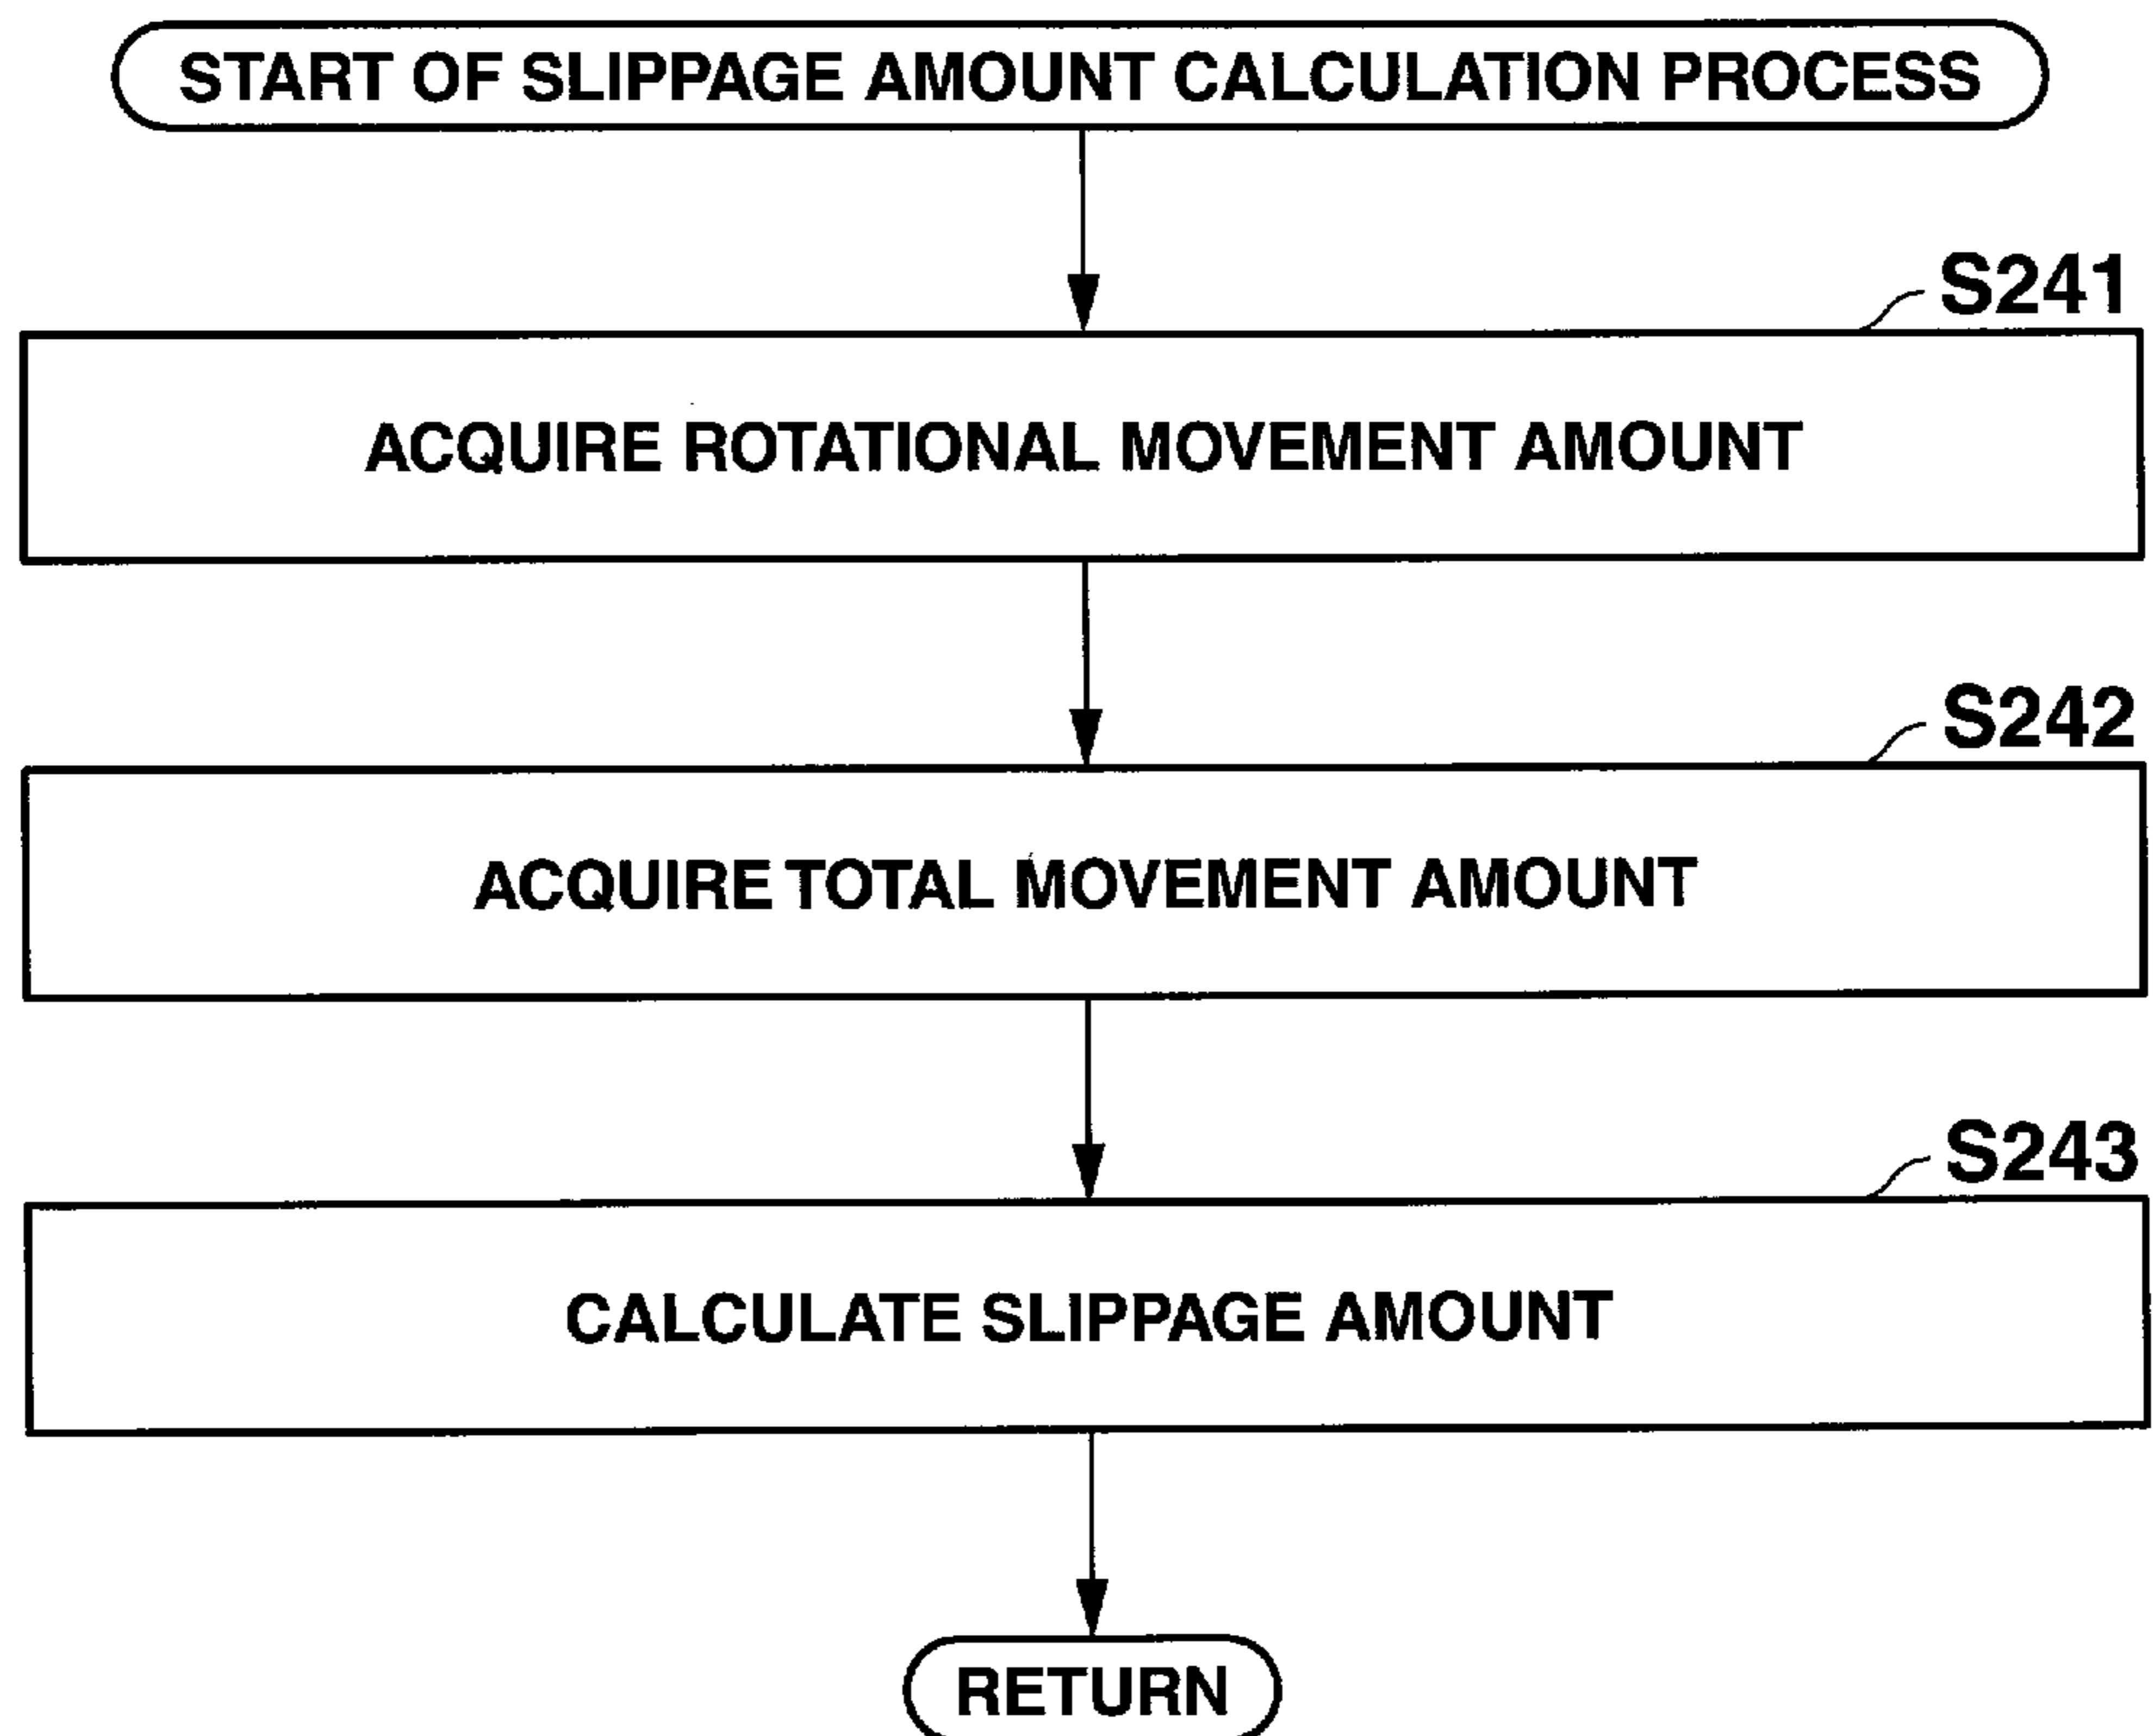 START OF SLIPPAGE AMOUNT CALCULATION PROCESS
S241
ACQUIRE ROTATIONAL MOVEMENT AMOUNT
S242
ACQUIRE TOTAL MOVEMENT AMOUNT
S243
CALCULATE SLIPPAGE AMOUNT
RETURN